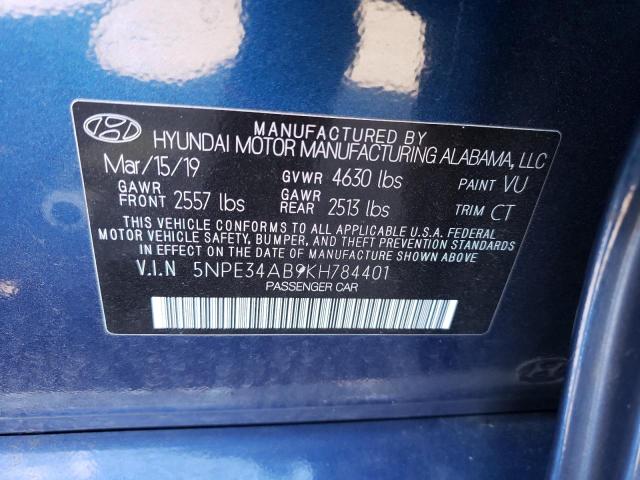 MANUFACTURED BY
HYUNDAI MOTOR MANUFACTURING ALABAMA, LLC
Mar/15/19 GVWR 4630 lbs PAINT VU
GAWR FRONT 2557 lbs GAWR REAR 2513 lbs TRIM CT
THIS VEHICLE CONFORMS TO ALL APPLICABLE U.S.A. FEDERAL
MOTOR VEHICLE SAFETY, BUMPER, AND THEFT PREVENTION STANDARDS
IN EFFECT ON THE DATE OF MANUFACTURE SHOWN ABOVE.
V.I.N 5NPE34AB9KH784401
PASSENGER CAR